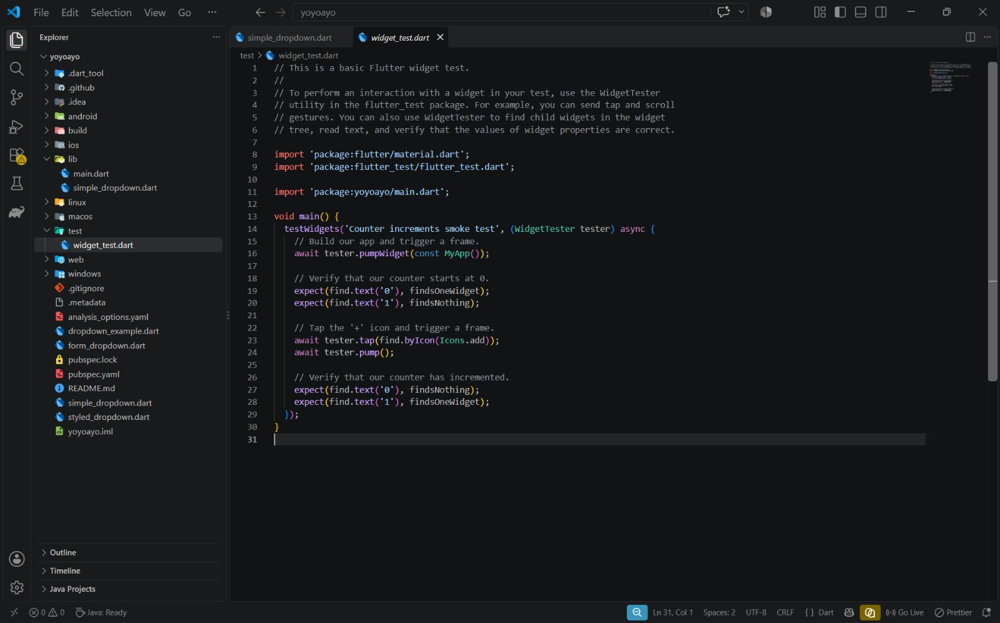 File Edit Selection View Go ···
yoyoayo
Explorer
yoyoayo
.dart_tool
.github
.idea
android
build
ios
lib
main.dart
simple_dropdown.dart
linux
macos
test
widget_test.dart
web
windows
.gitignore
.metadata
analysis_options.yaml
dropdown_example.dart
form_dropdown.dart
pubspec.lock
pubspec.yaml
README.md
simple_dropdown.dart
styled_dropdown.dart
yoyoayo.iml
Outline
Timeline
Java Projects
simple_dropdown.dart widget_test.dart
test > widget_test.dart
1 // This is a basic Flutter widget test.
2 //
3 // To perform an interaction with a widget in your test, use the WidgetTester
4 // utility in the flutter_test package. For example, you can send tap and scroll
5 // gestures. You can also use WidgetTester to find child widgets in the widget
6 // tree, read text, and verify that the values of widget properties are correct.
7
8 import 'package:flutter/material.dart';
9 import 'package:flutter_test/flutter_test.dart';
10
11 import 'package:yoyoayo/main.dart';
12
13 void main() {
14 testWidgets('Counter increments smoke test', (WidgetTester tester) async {
15 // Build our app and trigger a frame.
16 await tester.pumpWidget(const MyApp());
17
18 // Verify that our counter starts at 0.
19 expect(find.text('0'), findsOneWidget);
20 expect(find.text('1'), findsNothing);
21
22 // Tap the '+' icon and trigger a frame.
23 await tester.tap(find.byIcon(Icons.add));
24 await tester.pump();
25
26 // Verify that our counter has incremented.
27 expect(find.text('0'), findsNothing);
28 expect(find.text('1'), findsOneWidget);
29 });
30 }
31
0 0 Java: Ready Ln 31, Col 1 Spaces: 2 UTF-8 CRLF { } Dart Go Live Prettier